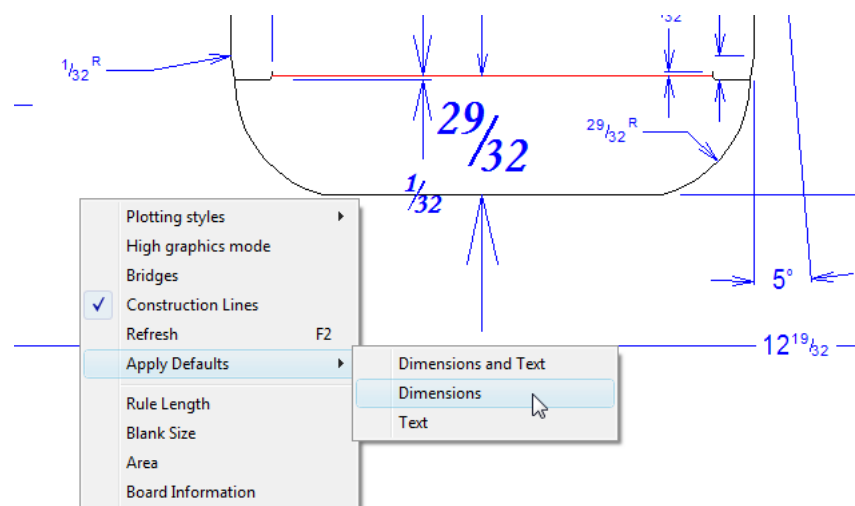 /32
1/32 R
29/32
29/32 R
1/32
Plotting styles
High graphics mode
Bridges
5°
Construction Lines
Refresh F2
12 19/32
Apply Defaults
Dimensions and Text
Dimensions
Text
Rule Length
Blank Size
Area
Board Information